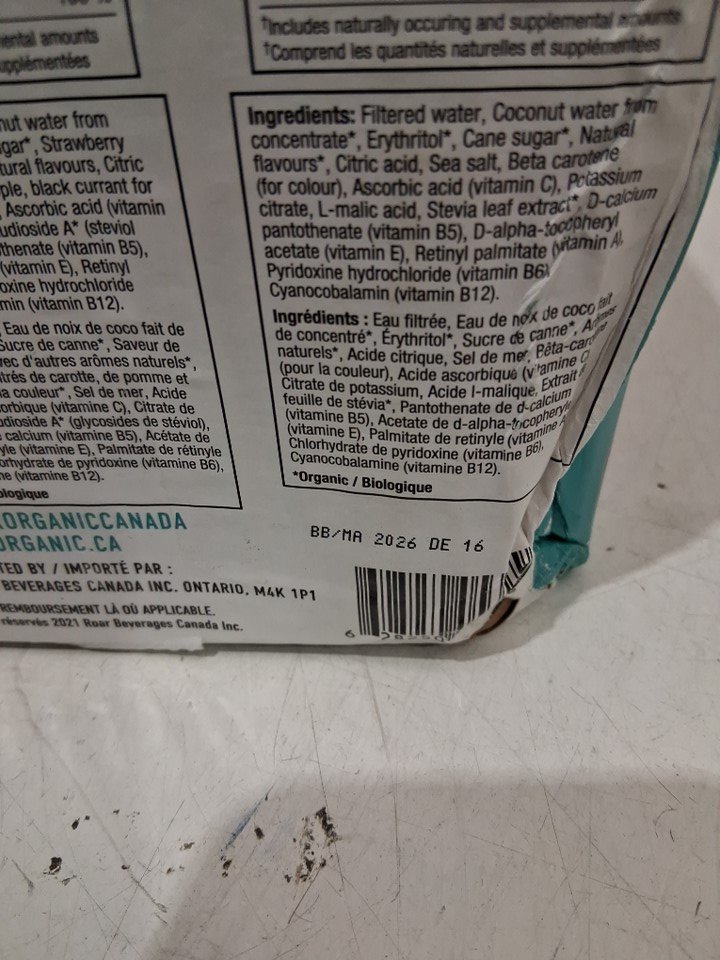 ental amounts
upplémentées
†Includes naturally occuring and supplemental amounts
†Comprend les quantités naturelles et supplémentées
nut water from
gar*, Strawberry
tural flavours, Citric
ple, black currant for
Ascorbic acid (vitamin
udioside A* (steviol
thenate (vitamin B5),
(vitamin E), Retinyl
oxine hydrochloride
min (vitamin B12).
Eau de noix de coco fait de
Sucre de canne*, Saveur de
vec d'autres arômes naturels*,
trés de carotte, de pomme et
la couleur*, Sel de mer, Acide
orbique (vitamine C), Citrate de
udioside A* (glycosides de stéviol),
calcium (vitamin B5), Acétate de
yle (vitamine E), Palmitate de rétinyle
orhydrate de pyridoxine (vitamine B6),
ne (vitamine B12).
ologique
Ingredients: Filtered water, Coconut water from
concentrate*, Erythritol*, Cane sugar*, Natural
flavours*, Citric acid, Sea salt, Beta carotene
(for colour), Ascorbic acid (vitamin C), Potassium
citrate, L-malic acid, Stevia leaf extract*, D-calcium
pantothenate (vitamin B5), D-alpha-tocopheryl
acetate (vitamin E), Retinyl palmitate (vitamin A),
Pyridoxine hydrochloride (vitamin B6),
Cyanocobalamin (vitamin B12).
Ingrédients : Eau filtrée, Eau de noix de coco fait
de concentré*, Érythritol*, Sucre de canne*,
naturels*, Acide citrique, Sel de mer,
(pour la couleur), Acide ascorbique (vitamine C)
Citrate de potassium, Acide l-malique, Extrait
feuille de stévia*, Pantothenate de d-calcium
(vitamine B5), Acetate de d-alpha-tocopheryle
(vitamine E), Palmitate de retinyle (vitamine A
Chlorhydrate de pyridoxine (vitamine B6),
Cyanocobalamine (vitamine B12).
*Organic / Biologique
ORGANICCANADA
ORGANIC.CA
TED BY / IMPORTÉ PAR :
BEVERAGES CANADA INC. ONTARIO, M4K 1P1
REMBOURSEMENT LÀ OÙ APPLICABLE.
réservés 2021 Roar Beverages Canada Inc.
BB/MA 2026 DE 16